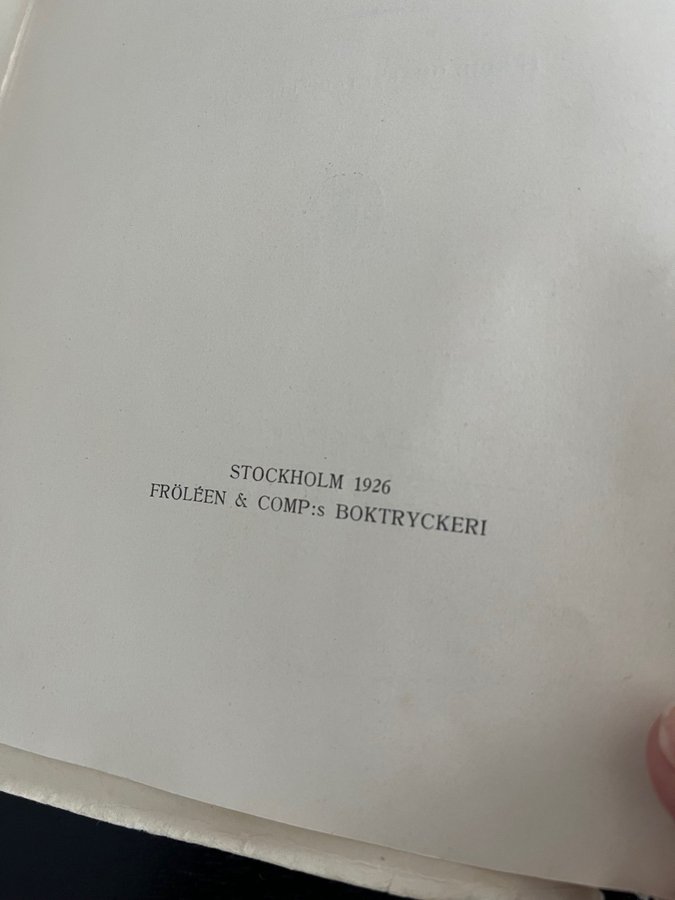 STOCKHOLM 1926
FRÖLÉEN & COMP:s BOKTRYCKERI